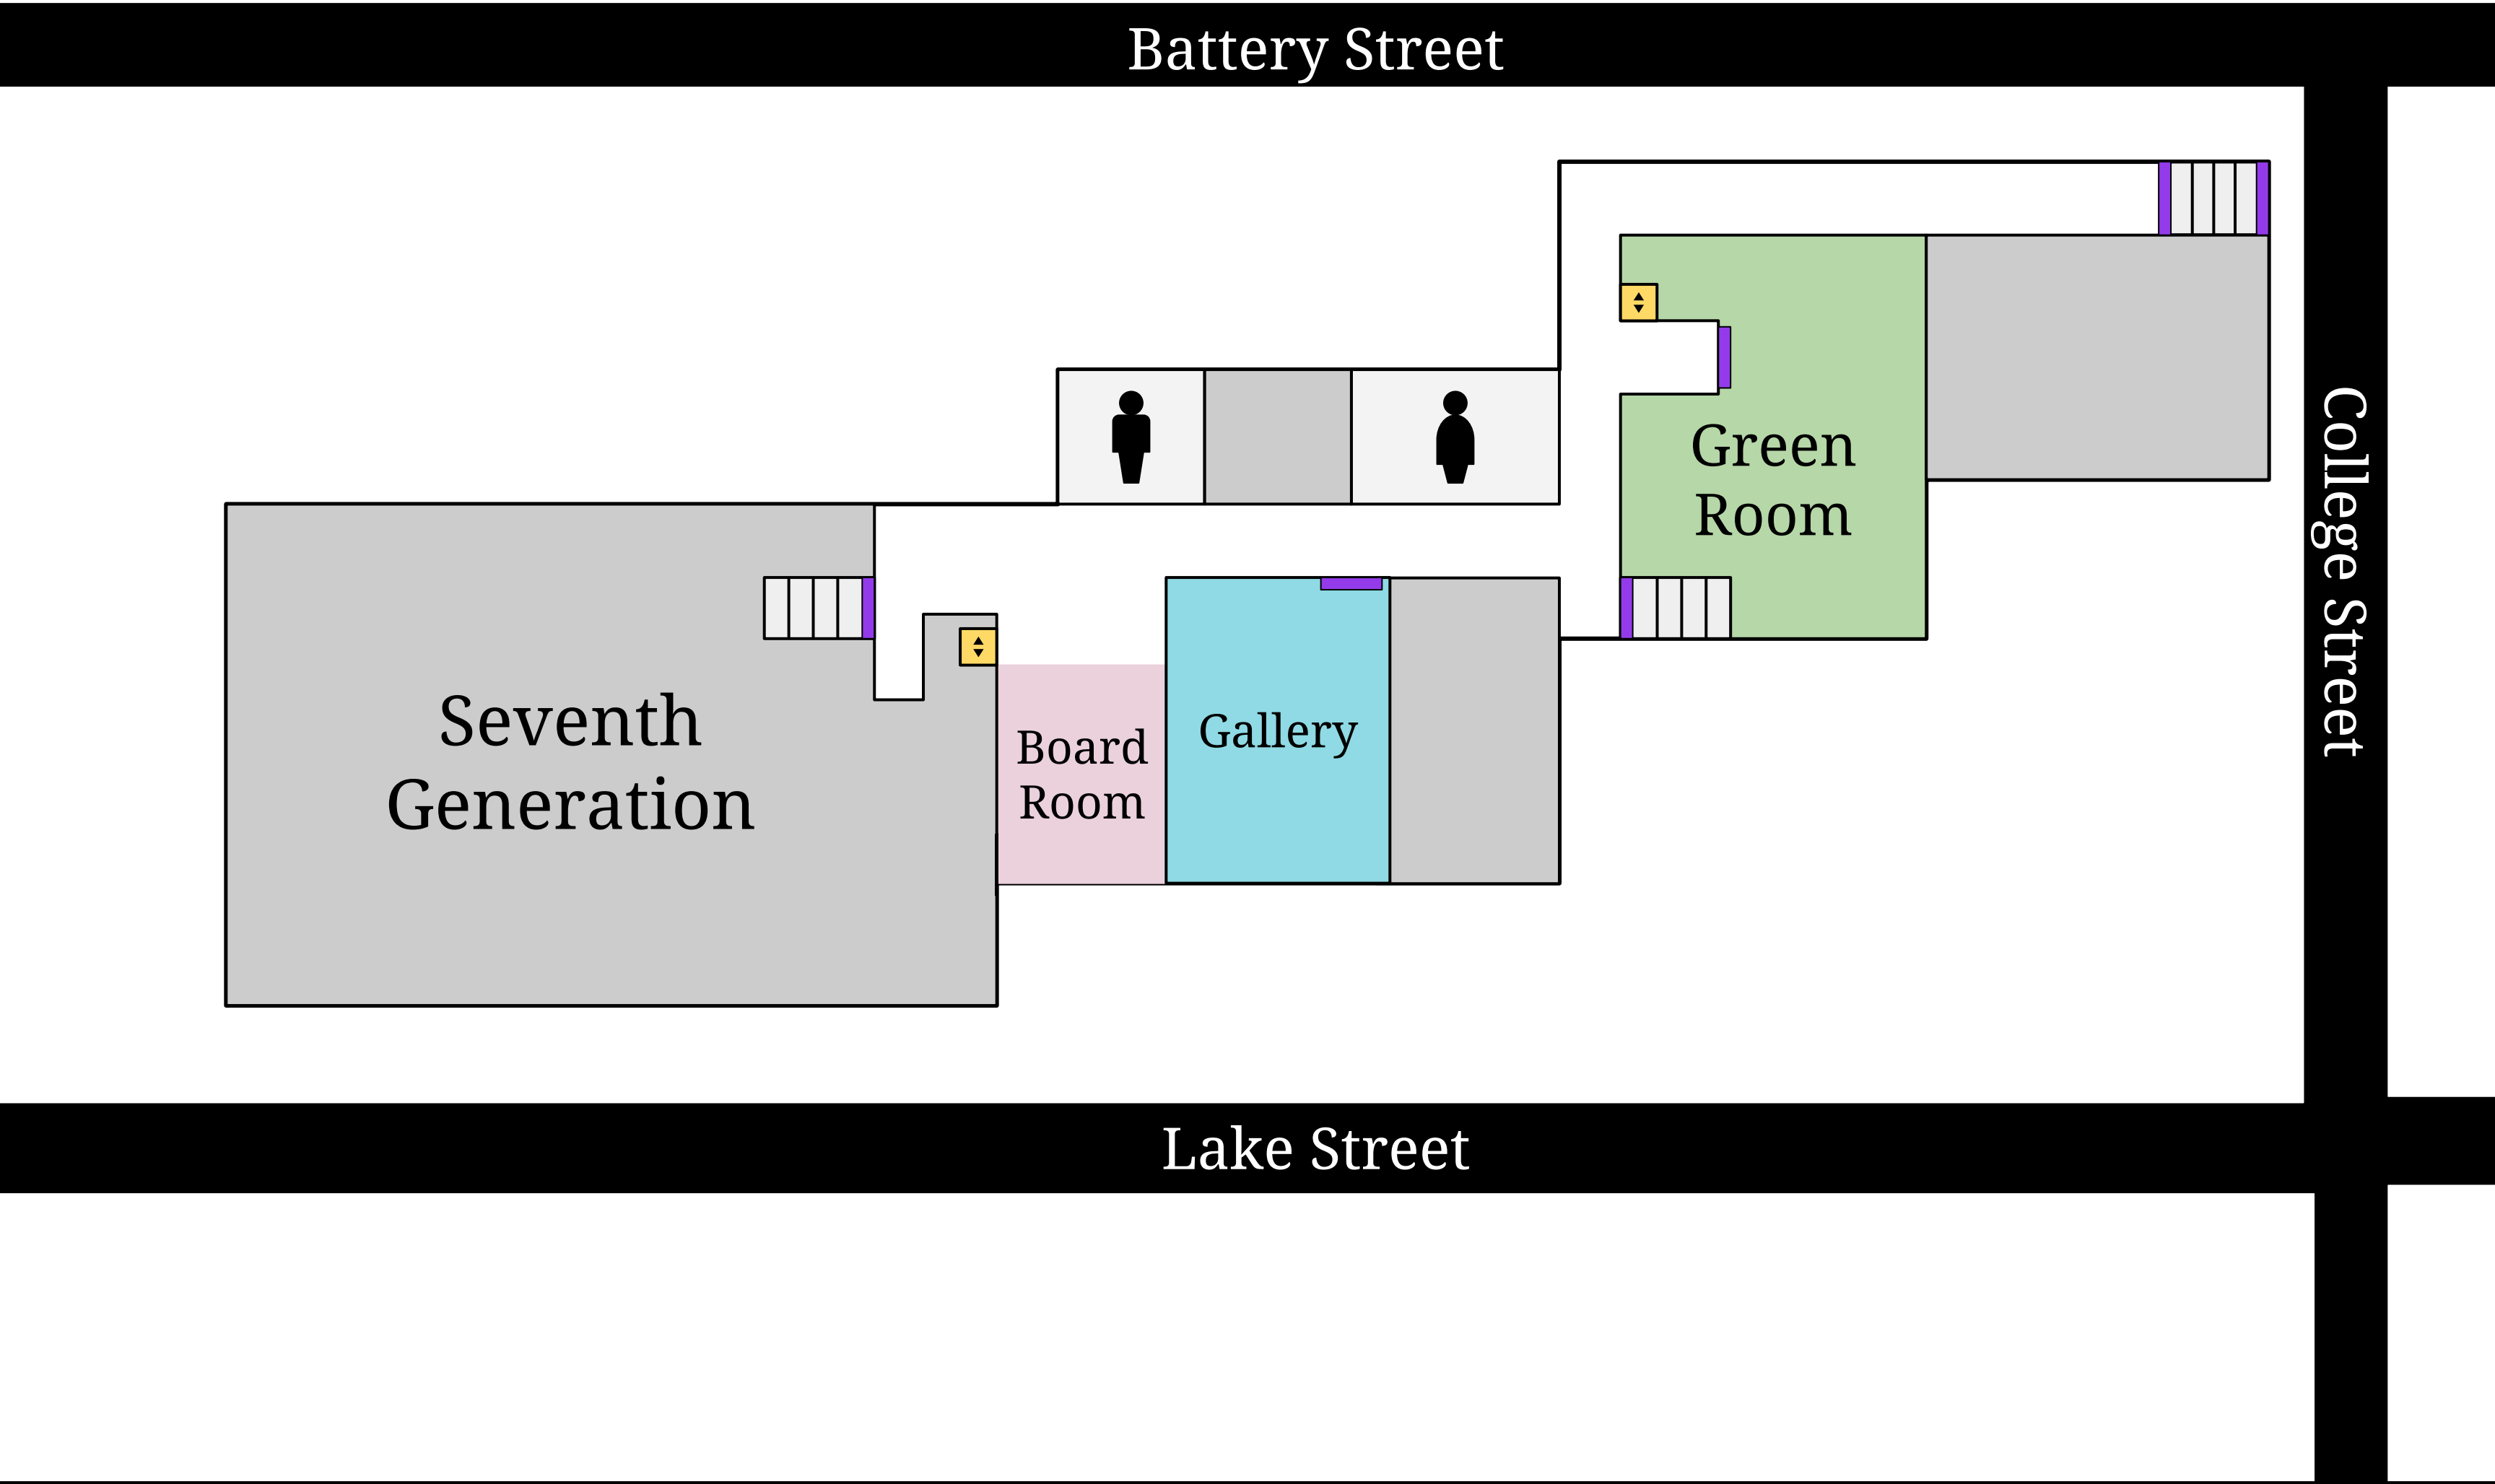 Battery Street
College Street
Green
Room
Seventh
Generation
Board
Room
Gallery
Lake Street